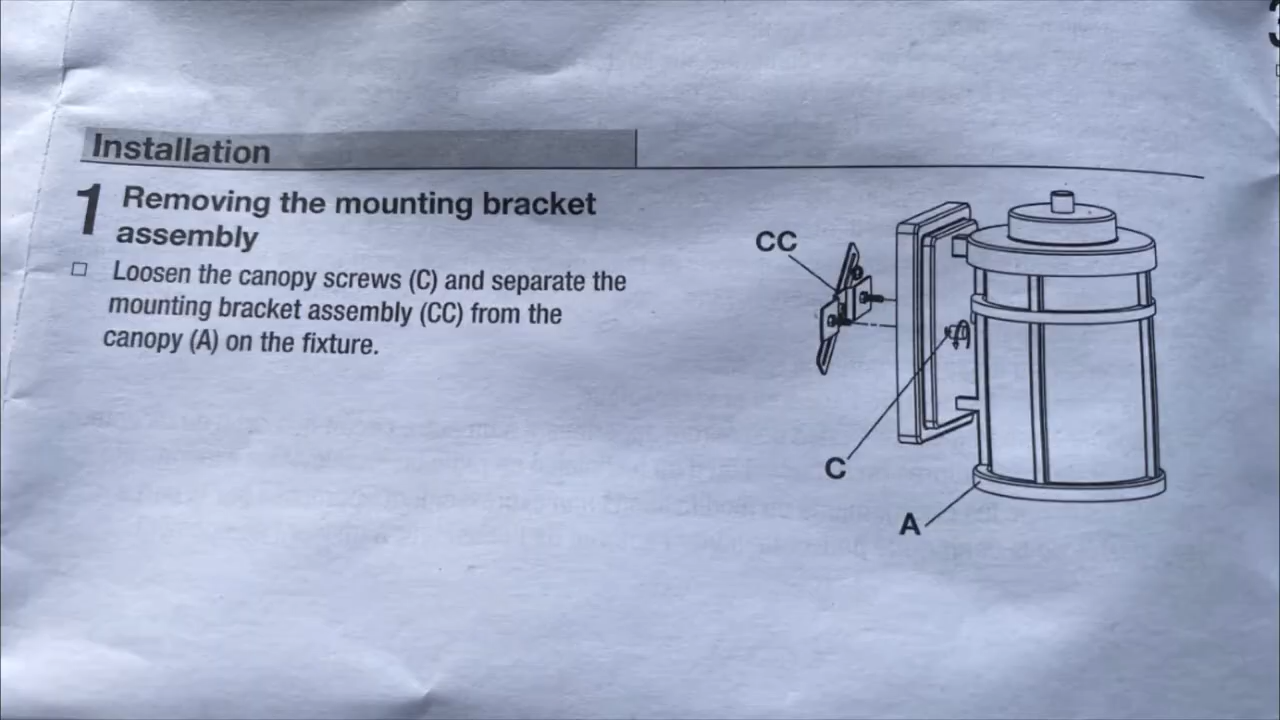 Installation
1 Removing the mounting bracket
assembly
□ Loosen the canopy screws (C) and separate the
mounting bracket assembly (CC) from the
canopy (A) on the fixture.
CC
C
A